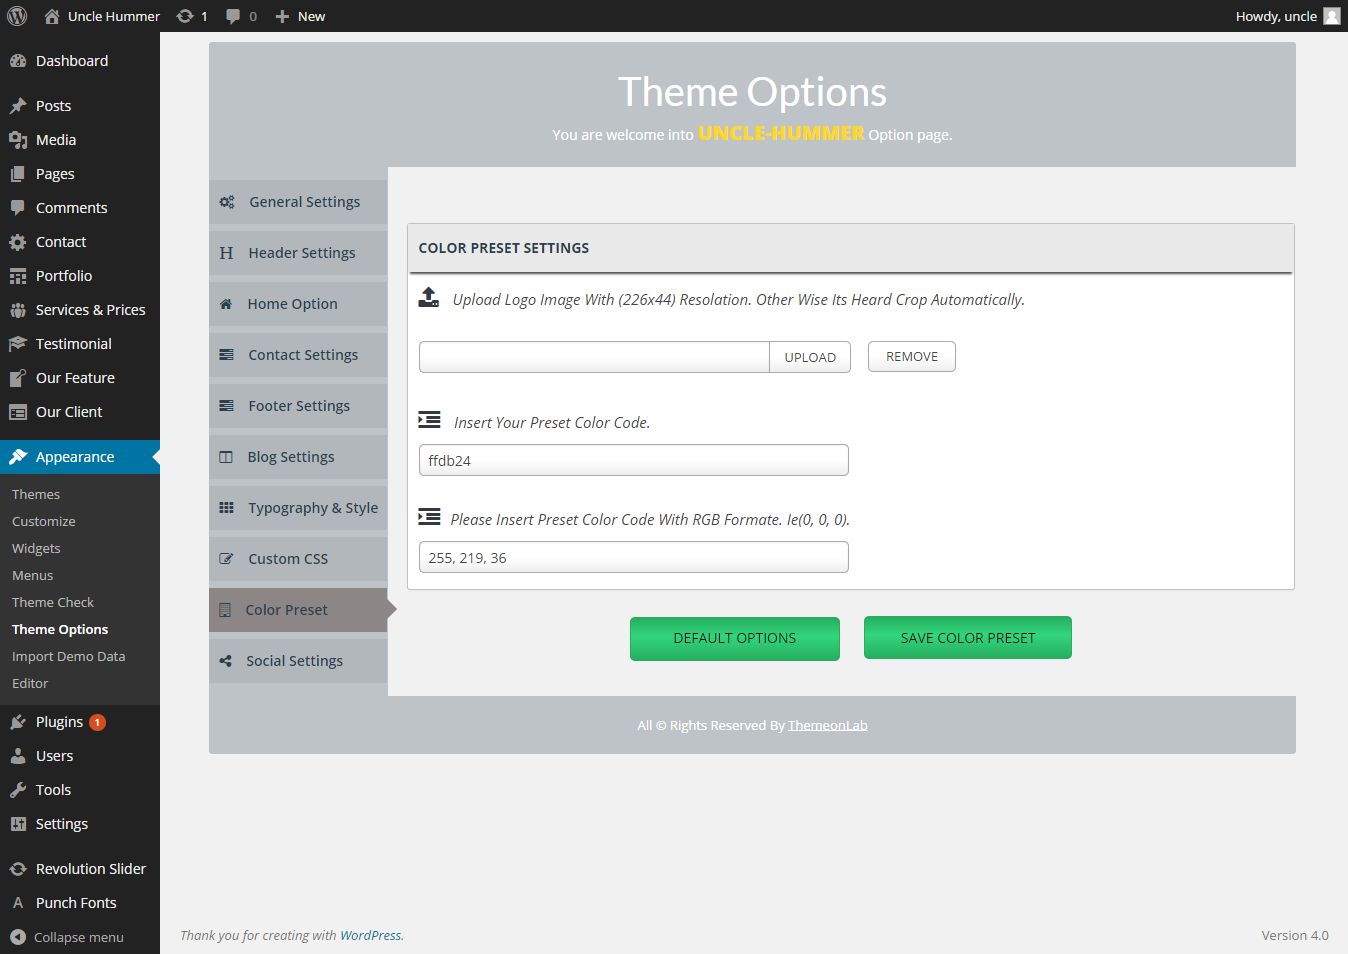 Uncle Hummer 1 0 New Howdy, uncle
Dashboard
Posts
Media
Pages
Comments
Contact
Portfolio
Services & Prices
Testimonial
Our Feature
Our Client
Appearance
Themes
Customize
Widgets
Menus
Theme Check
Theme Options
Import Demo Data
Editor
Plugins 1
Users
Tools
Settings
Revolution Slider
Punch Fonts
Collapse menu
Theme Options
You are welcome into UNCLE-HUMMER Option page.
General Settings
Header Settings
Home Option
Contact Settings
Footer Settings
Blog Settings
Typography & Style
Custom CSS
Color Preset
Social Settings
COLOR PRESET SETTINGS
Upload Logo Image With (226x44) Resolation. Other Wise Its Heard Crop Automatically.
UPLOAD REMOVE
Insert Your Preset Color Code.
ffdb24
Please Insert Preset Color Code With RGB Formate. Ie(0, 0, 0).
255, 219, 36
DEFAULT OPTIONS SAVE COLOR PRESET
All © Rights Reserved By ThemeonLab
Thank you for creating with WordPress. Version 4.0